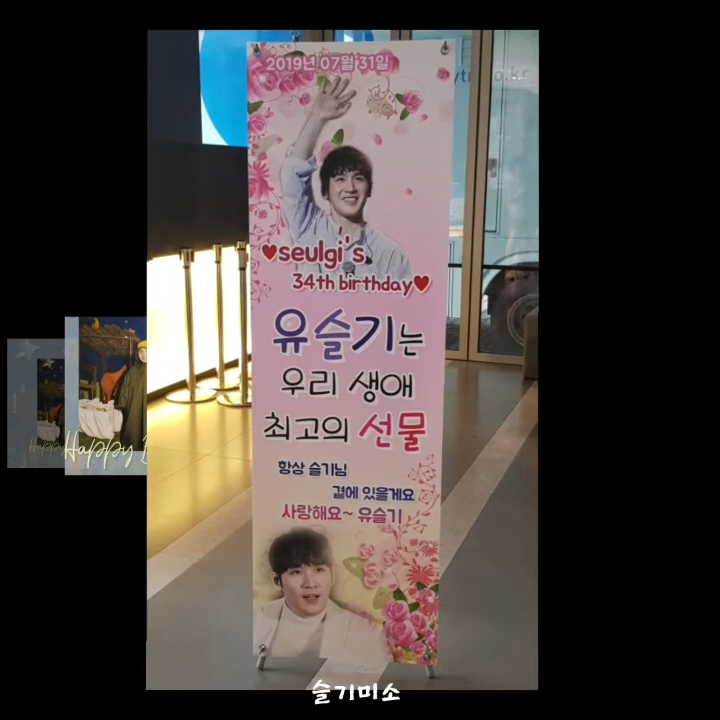 2019년 07월 31일
♥seulgi's
34th birthday♥
유슬기는
우리 생애
최고의 선물
항상 슬기님
곁에 있을게요
사랑해요~ 유슬기
Happy
Happy
슬기미소